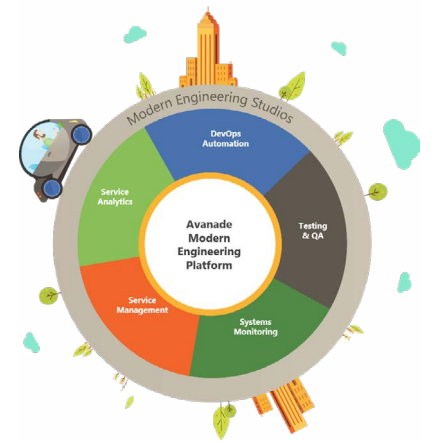 Modern Engineering Studios
DevOps
Automation
Service
Analytics
Testing
& QA
Avanade
Modern
Engineering
Platform
Service
Management
Systems
Monitoring